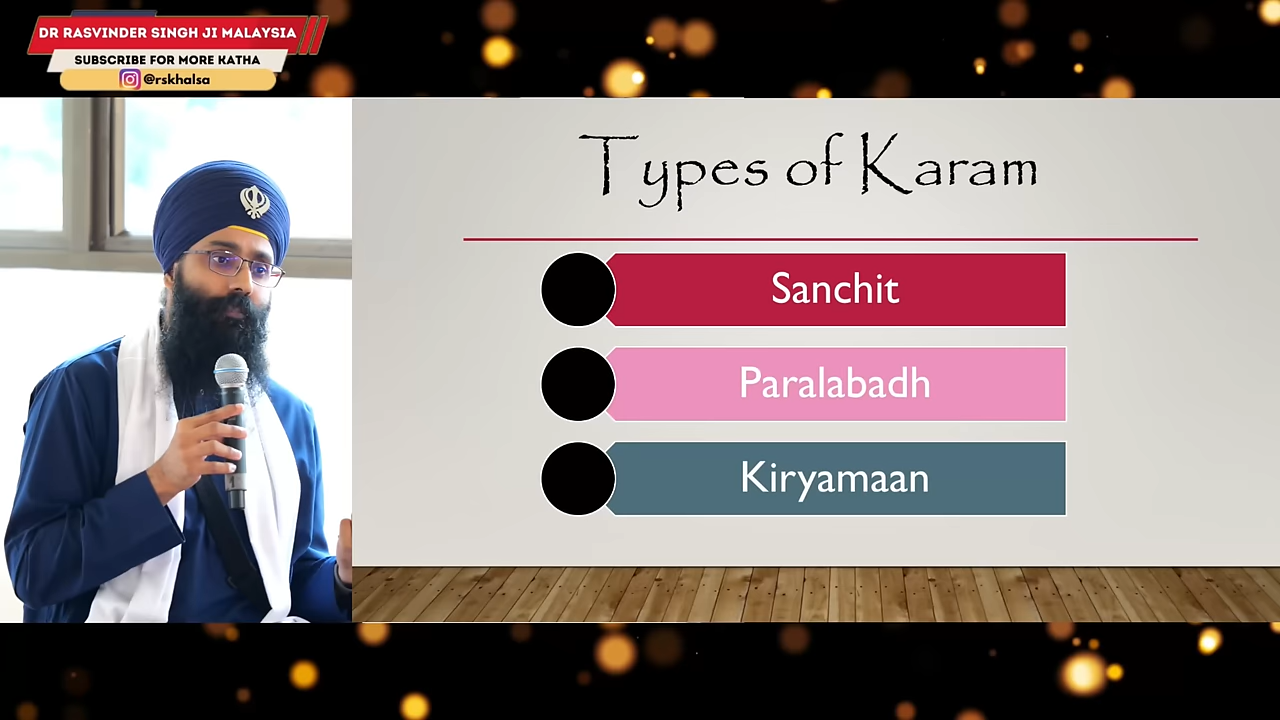 DR RASVINDER SINGH JI MALAYSIA
SUBSCRIBE FOR MORE KATHA
@rskhalsa
Types of Karam
Sanchit
Paralabadh
Kiryamaan